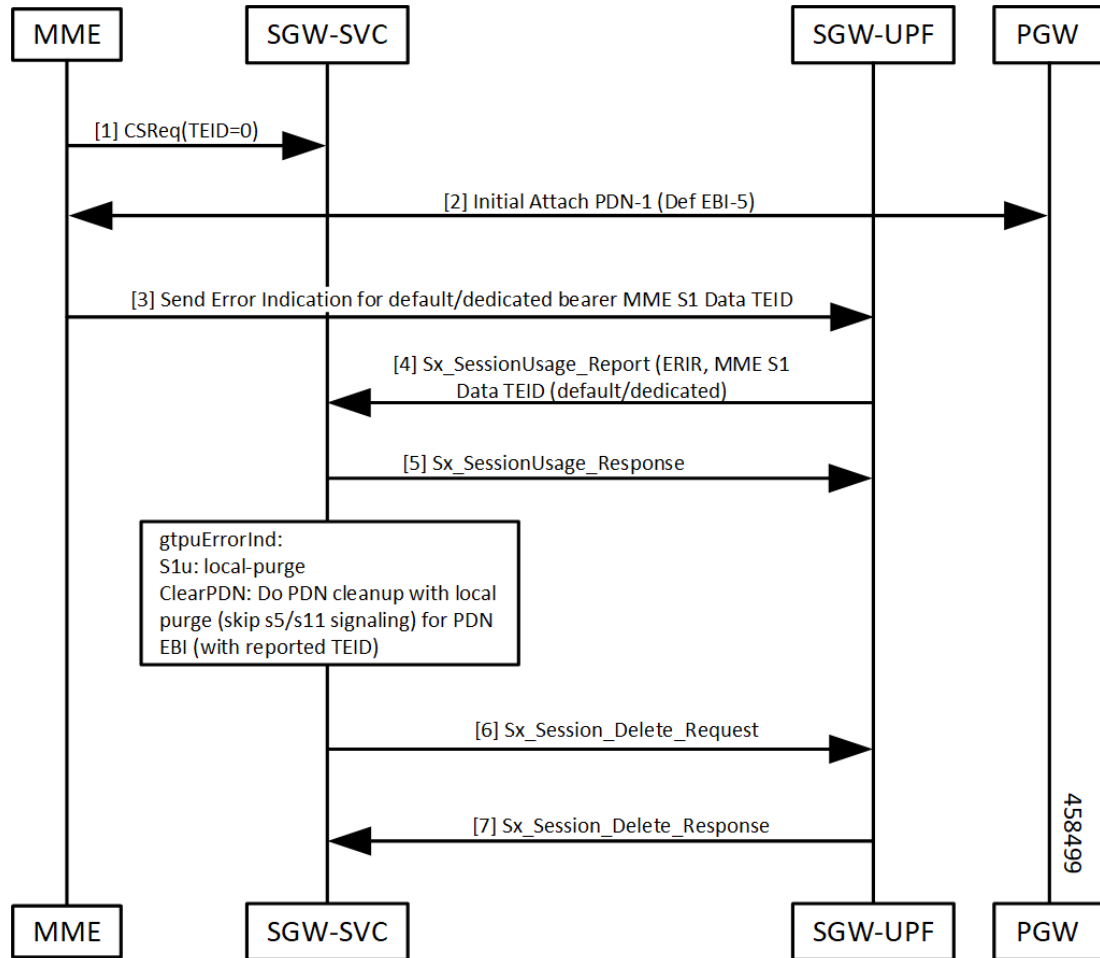 MME
SGW-SVC
SGW-UPF
PGW
[1] CSReq(TEID=0)
[2] Initial Attach PDN-1 (Def EBI-5)
[3] Send Error Indication for default/dedicated bearer MME S1 Data TEID
[4] Sx_SessionUsage_Report (ERIR, MME S1
Data TEID (default/dedicated)
[5] Sx_SessionUsage_Response
gtpuErrorInd:
S1u: local-purge
ClearPDN: Do PDN cleanup with local
purge (skip s5/s11 signaling) for PDN
EBI (with reported TEID)
[6] Sx_Session_Delete_Request
[7] Sx_Session_Delete_Response
458499
MME
SGW-SVC
SGW-UPF
PGW